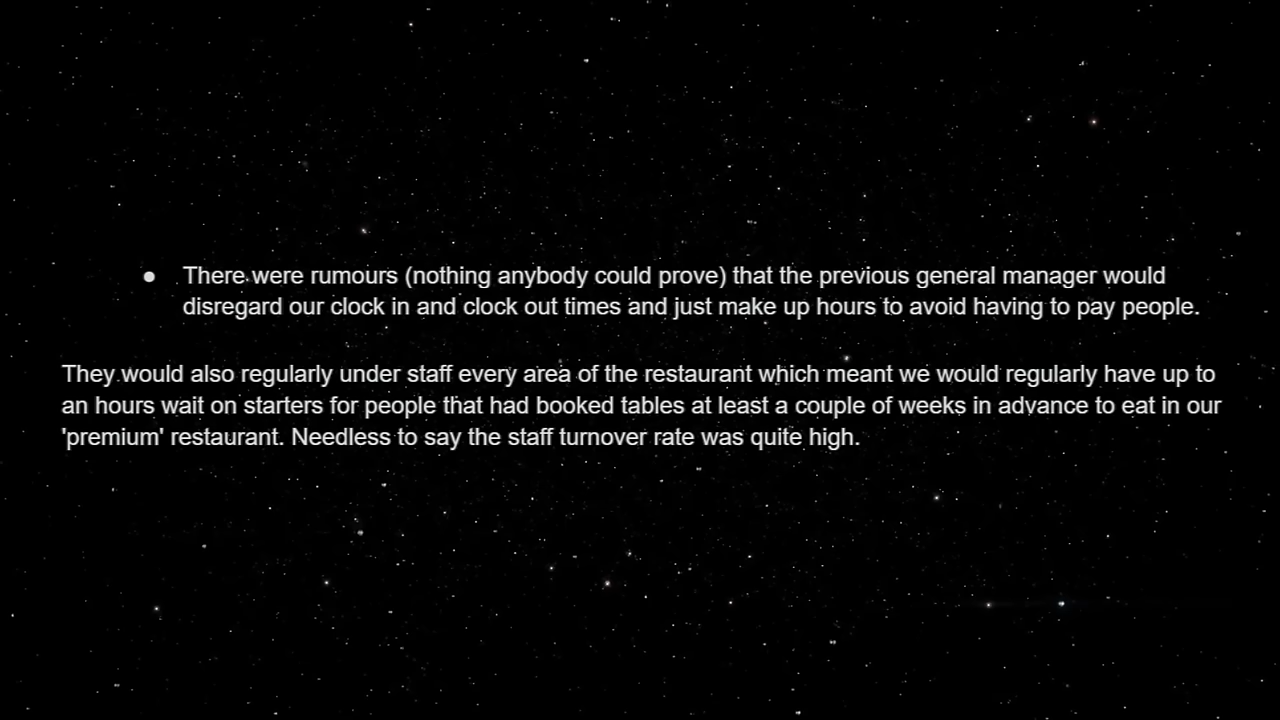 ● There were rumours (nothing anybody could prove) that the previous general manager would
disregard our clock in and clock out times and just make up hours to avoid having to pay people.
They would also regularly under staff every area of the restaurant which meant we would regularly have up to
an hours wait on starters for people that had booked tables at least a couple of weeks in advance to eat in our
'premium' restaurant. Needless to say the staff turnover rate was quite high.